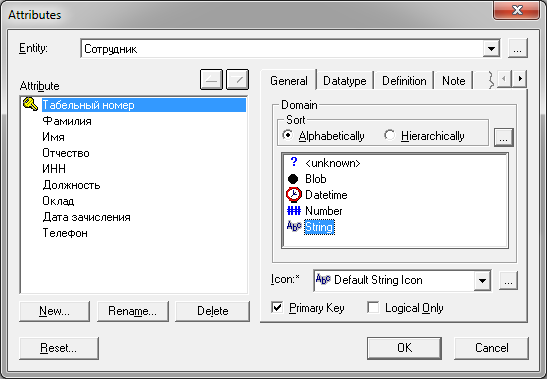 Attributes
Entity: Сотрудник ...
Attribute
Табельный номер
Фамилия
Имя
Отчество
ИНН
Должность
Оклад
Дата зачисления
Телефон
New... Rename... Delete
General Datatype Definition Note
Domain
Sort
Alphabetically Hierarchically ...
? <unknown>
Blob
Datetime
Number
Abc String
Icon:* Abc Default String Icon ...
Primary Key Logical Only
Reset... OK Cancel